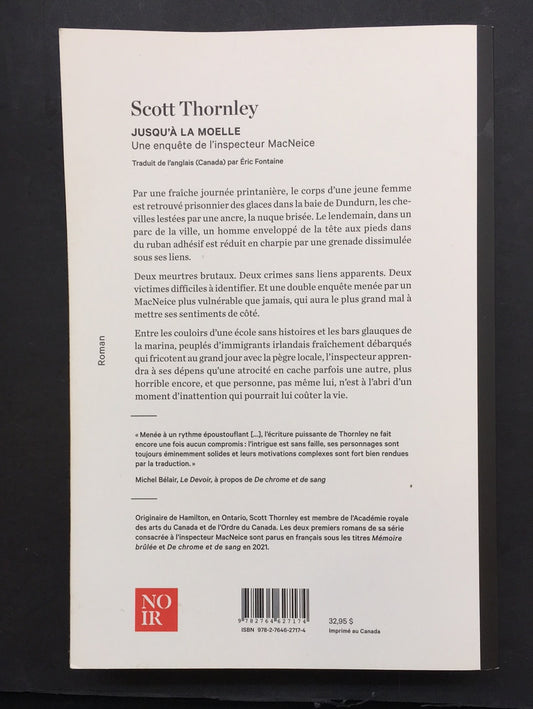 Scott Thornley
JUSQU'À LA MOELLE
Une enquête de l'inspecteur MacNeice
Traduit de l'anglais (Canada) par Éric Fontaine
Par une fraîche journée printanière, le corps d'une jeune femme
est retrouvé prisonnier des glaces dans la baie de Dundurn, les che-
villes lestées par une ancre, la nuque brisée. Le lendemain, dans un
parc de la ville, un homme enveloppé de la tête aux pieds dans
du ruban adhésif est réduit en charpie par une grenade dissimulée
sous ses liens.
Deux meurtres brutaux. Deux crimes sans liens apparents. Deux
victimes difficiles à identifier. Et une double enquête menée par un
MacNeice plus vulnérable que jamais, qui aura le plus grand mal à
mettre ses sentiments de côté.
Entre les couloirs d'une école sans histoires et les bars glauques de
la marina, peuplés d'immigrants irlandais fraîchement débarqués
qui fricotent au grand jour avec la pègre locale, l'inspecteur appren-
dra à ses dépens qu'une atrocité en cache parfois une autre, plus
horrible encore, et que personne, pas même lui, n'est à l'abri d'un
moment d'inattention qui pourrait lui coûter la vie.
Roman
« Menée à un rythme époustouflant [...], l'écriture puissante de Thornley ne fait
encore une fois aucun compromis : l'intrigue est sans faille, ses personnages sont
toujours éminemment solides et leurs motivations complexes sont fort bien rendues
par la traduction. »
Michel Bélair, Le Devoir, à propos de De chrome et de sang
Originaire de Hamilton, en Ontario, Scott Thornley est membre de l'Académie royale
des arts du Canada et de l'Ordre du Canada. Les deux premiers romans de sa série
consacrée à l'inspecteur MacNeice sont parus en français sous les titres Mémoire
brûlée et De chrome et de sang en 2021.
NO
IR
9 782764 627174
ISBN 978-2-7646-2717-4
32,95 $
Imprimé au Canada